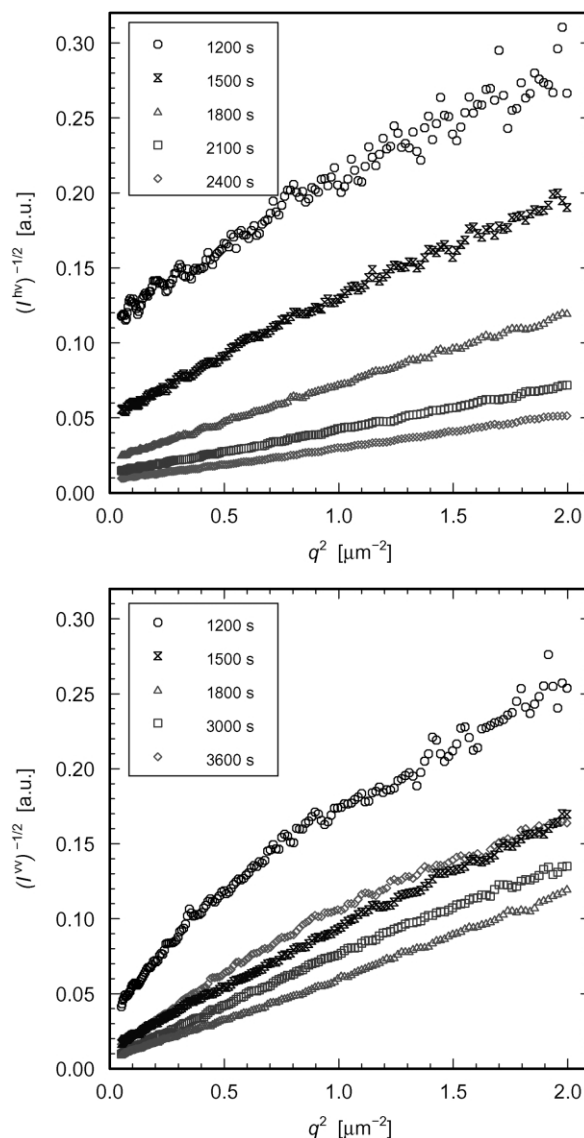 0.30
0.25
0.20
0.15
0.10
0.05
0.00
(I^hv)^−1/2 [a.u.]
1200 s
1500 s
1800 s
2100 s
2400 s
0.0 0.5 1.0 1.5 2.0
q² [μm⁻²]
0.30
0.25
0.20
0.15
0.10
0.05
0.00
(I^vv)^−1/2 [a.u.]
1200 s
1500 s
1800 s
3000 s
3600 s
0.0 0.5 1.0 1.5 2.0
q² [μm⁻²]